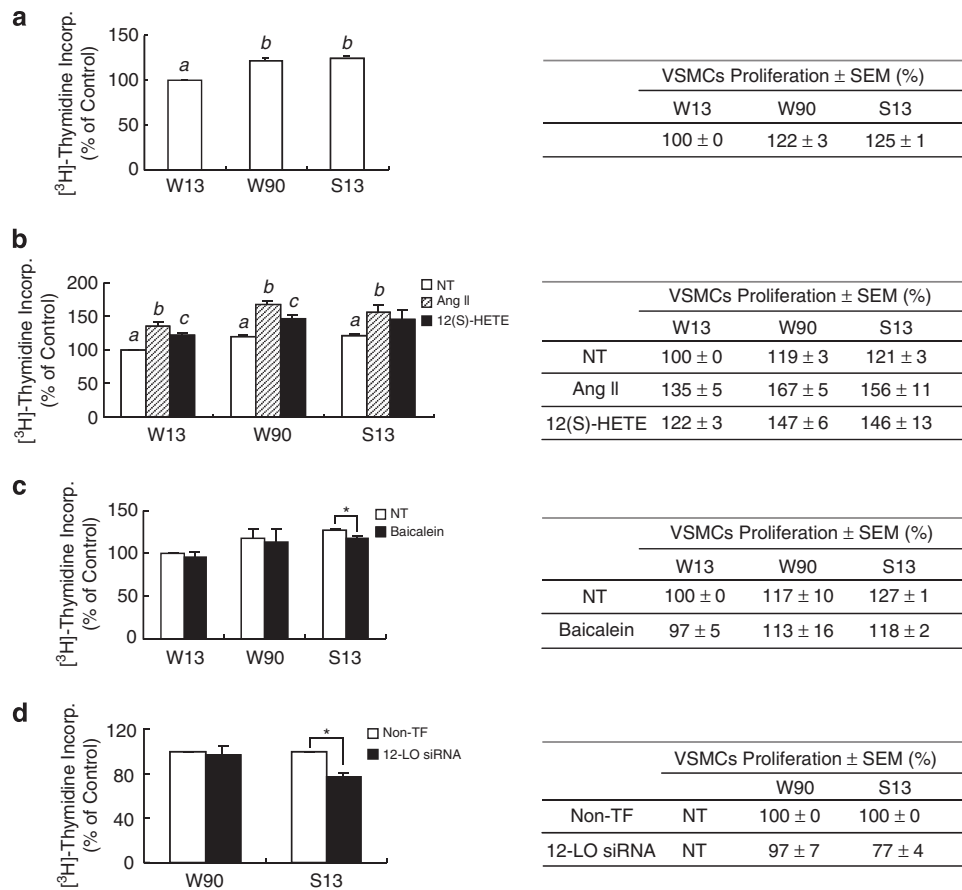 a
[³H]-Thymidine Incorp.
(% of Control)
150
100
50
0
a
b
b
W13 W90 S13
VSMCs Proliferation ± SEM (%)
W13 W90 S13
100 ± 0 122 ± 3 125 ± 1
b
[³H]-Thymidine Incorp.
(% of Control)
200
150
100
50
0
a b c
a b c
a b
NT
Ang II
12(S)-HETE
W13 W90 S13
VSMCs Proliferation ± SEM (%)
W13 W90 S13
NT 100 ± 0 119 ± 3 121 ± 3
Ang II 135 ± 5 167 ± 5 156 ± 11
12(S)-HETE 122 ± 3 147 ± 6 146 ± 13
c
[³H]-Thymidine Incorp.
(% of Control)
150
100
50
0
*
NT
Baicalein
W13 W90 S13
VSMCs Proliferation ± SEM (%)
W13 W90 S13
NT 100 ± 0 117 ± 10 127 ± 1
Baicalein 97 ± 5 113 ± 16 118 ± 2
d
[³H]-Thymidine Incorp.
(% of Control)
120
80
40
0
*
Non-TF
12-LO siRNA
W90 S13
VSMCs Proliferation ± SEM (%)
W90 S13
Non-TF NT 100 ± 0 100 ± 0
12-LO siRNA NT 97 ± 7 77 ± 4